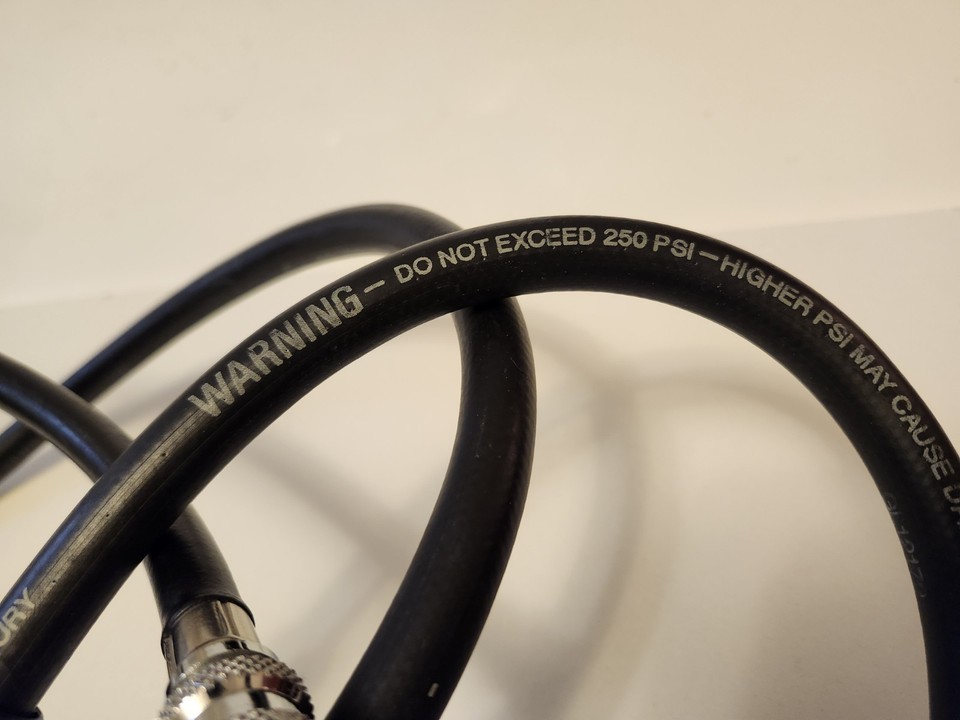 WARNING – DO NOT EXCEED 250 PSI – HIGHER PSI MAY CAUSE